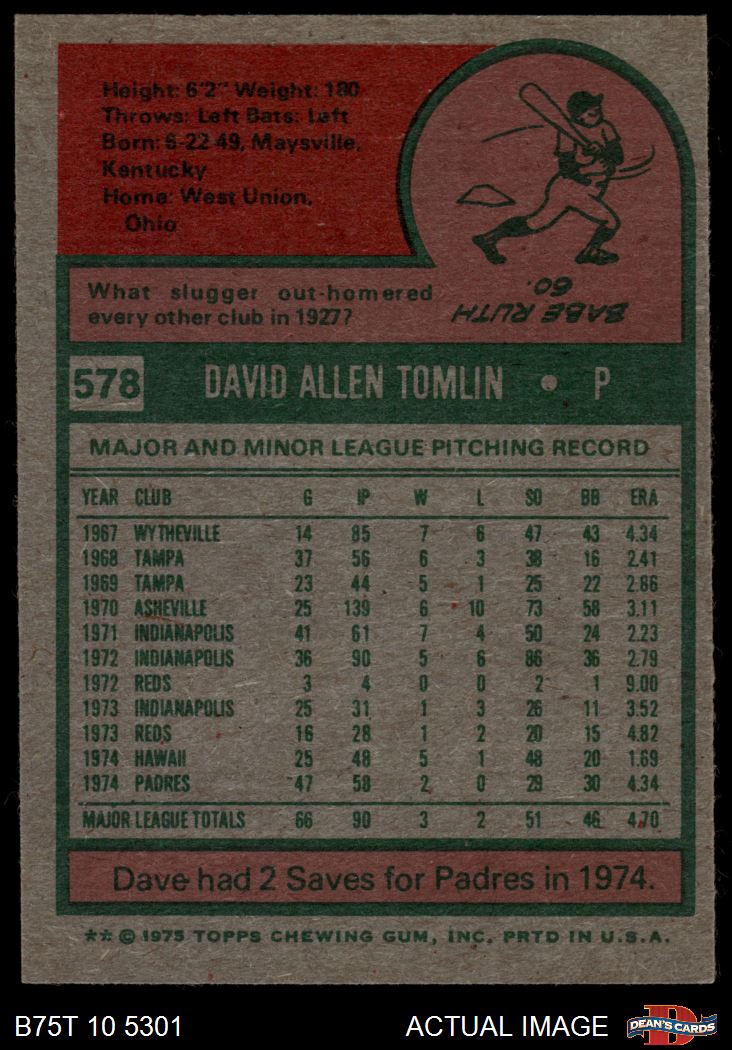 Height: 6'2" Weight: 180
Throws: Left Bats: Left
Born: 6-22-49, Maysville,
Kentucky
Home: West Union,
Ohio
What slugger out-homered
every other club in 1927?
BABE RUTH
60.
578 DAVID ALLEN TOMLIN • P
MAJOR AND MINOR LEAGUE PITCHING RECORD
YEAR CLUB G IP W L SO BB ERA
1967 WYTHEVILLE 14 85 7 6 47 43 4.34
1968 TAMPA 37 56 6 3 38 16 2.41
1969 TAMPA 23 44 5 1 25 22 2.86
1970 ASHEVILLE 25 139 6 10 73 58 3.11
1971 INDIANAPOLIS 41 61 7 4 50 24 2.23
1972 INDIANAPOLIS 36 90 5 6 86 36 2.79
1972 REDS 3 4 0 0 2 1 9.00
1973 INDIANAPOLIS 25 31 1 3 26 11 3.52
1973 REDS 16 28 1 2 20 15 4.82
1974 HAWAII 25 48 5 1 48 20 1.69
1974 PADRES 47 58 2 0 29 30 4.34
MAJOR LEAGUE TOTALS 66 90 3 2 51 46 4.70
Dave had 2 Saves for Padres in 1974.
** © 1975 TOPPS CHEWING GUM, INC. PRTD IN U.S.A.
B75T 10 5301 ACTUAL IMAGE DEAN'S CARDS